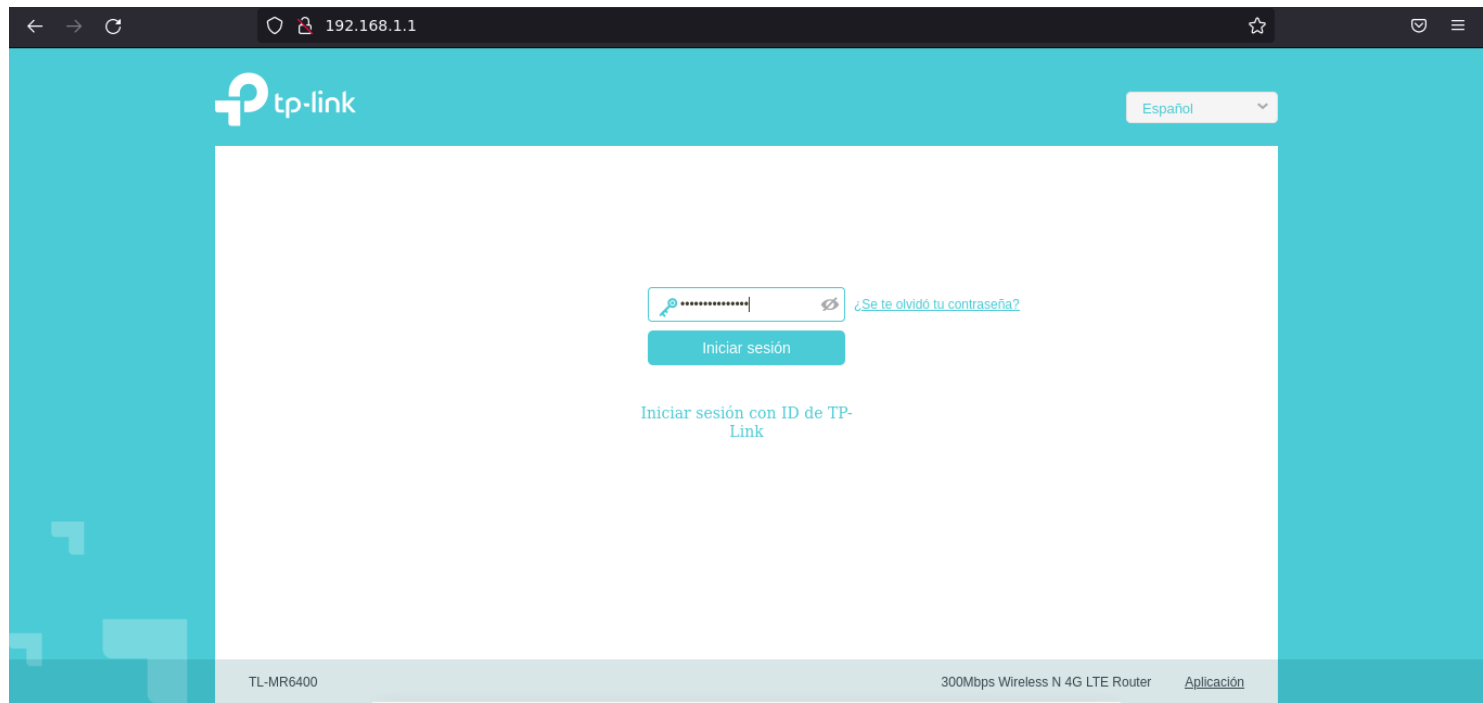 192.168.1.1
tp-link
Español
•••••••••••••••
¿Se te olvidó tu contraseña?
Iniciar sesión
Iniciar sesión con ID de TP-
Link
TL-MR6400
300Mbps Wireless N 4G LTE Router
Aplicación